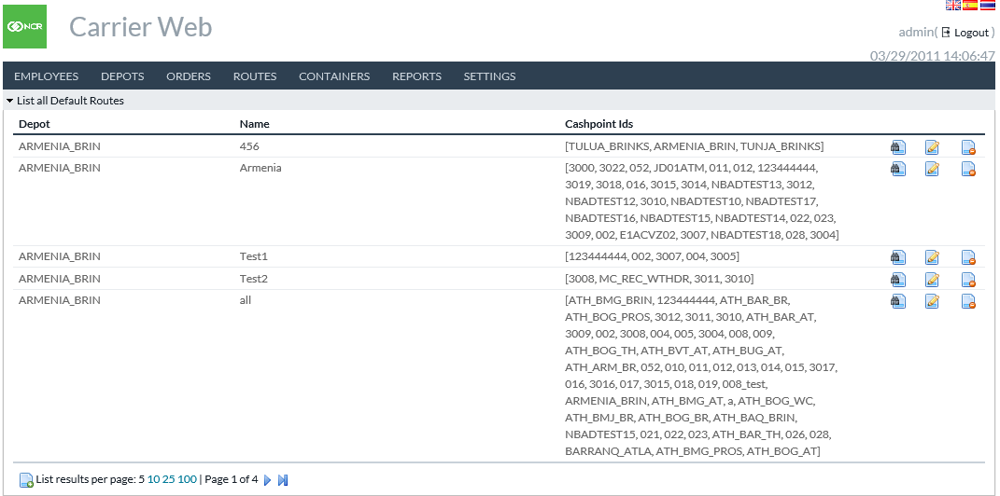 NCR
Carrier Web
admin( Logout )
03/29/2011 14:06:47
EMPLOYEES DEPOTS ORDERS ROUTES CONTAINERS REPORTS SETTINGS
List all Default Routes
Depot Name Cashpoint Ids
ARMENIA_BRIN 456 [TULUA_BRINKS, ARMENIA_BRIN, TUNJA_BRINKS]
ARMENIA_BRIN Armenia [3000, 3022, 052, JD01ATM, 011, 012, 123444444,
3019, 3018, 016, 3015, 3014, NBADTEST13, 3012,
NBADTEST12, 3010, NBADTEST10, NBADTEST17,
NBADTEST16, NBADTEST15, NBADTEST14, 022, 023,
3009, 002, E1ACVZ02, 3007, NBADTEST18, 028, 3004]
ARMENIA_BRIN Test1 [123444444, 002, 3007, 004, 3005]
ARMENIA_BRIN Test2 [3008, MC_REC_WTHDR, 3011, 3010]
ARMENIA_BRIN all [ATH_BMG_BRIN, 123444444, ATH_BAR_BR,
ATH_BOG_PROS, 3012, 3011, 3010, ATH_BAR_AT,
3009, 002, 3008, 004, 005, 3004, 008, 009,
ATH_BOG_TH, ATH_BVT_AT, ATH_BUG_AT,
ATH_ARM_BR, 052, 010, 011, 012, 013, 014, 015, 3017,
016, 3016, 017, 3015, 018, 019, 008_test,
ARMENIA_BRIN, ATH_BMG_AT, a, ATH_BOG_WC,
ATH_BMJ_BR, ATH_BOG_BR, ATH_BAQ_BRIN,
NBADTEST15, 021, 022, 023, ATH_BAR_TH, 026, 028,
BARRANQ_ATLA, ATH_BMG_PROS, ATH_BOG_AT]
List results per page: 5 10 25 100 | Page 1 of 4